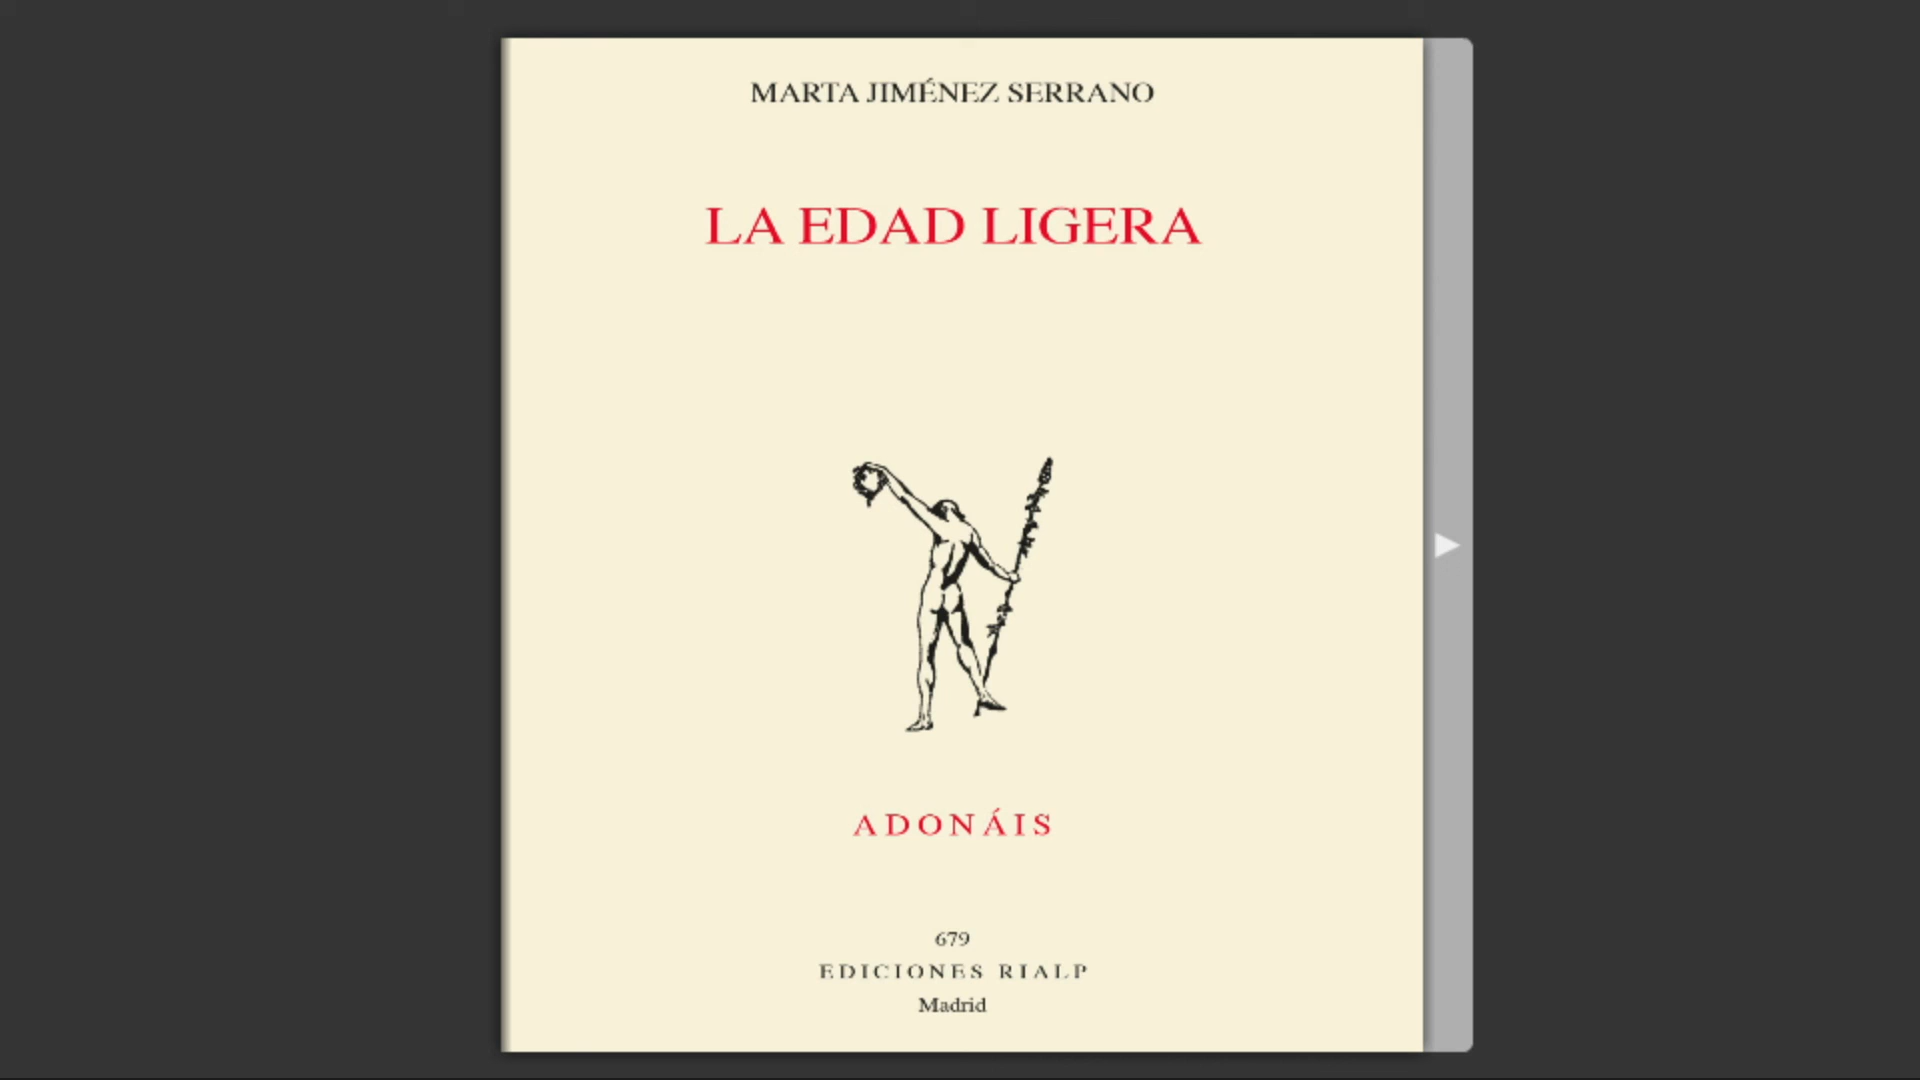 MARTA JIMÉNEZ SERRANO
LA EDAD LIGERA
ADONÁIS
679
EDICIONES RIALP
Madrid